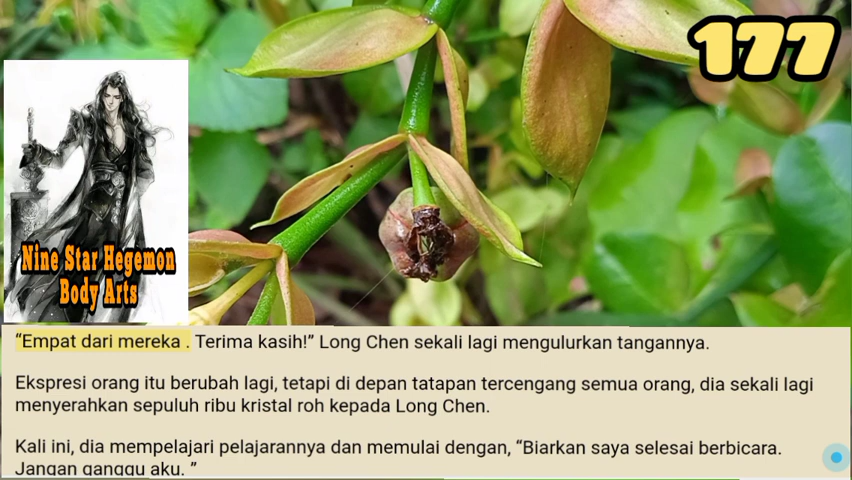 177
Nine Star Hegemon
Body Arts
“Empat dari mereka . Terima kasih!” Long Chen sekali lagi mengulurkan tangannya.
Ekspresi orang itu berubah lagi, tetapi di depan tatapan tercengang semua orang, dia sekali lagi
menyerahkan sepuluh ribu kristal roh kepada Long Chen.
Kali ini, dia mempelajari pelajarannya dan memulai dengan, “Biarkan saya selesai berbicara.
Jangan ganggu aku. ”